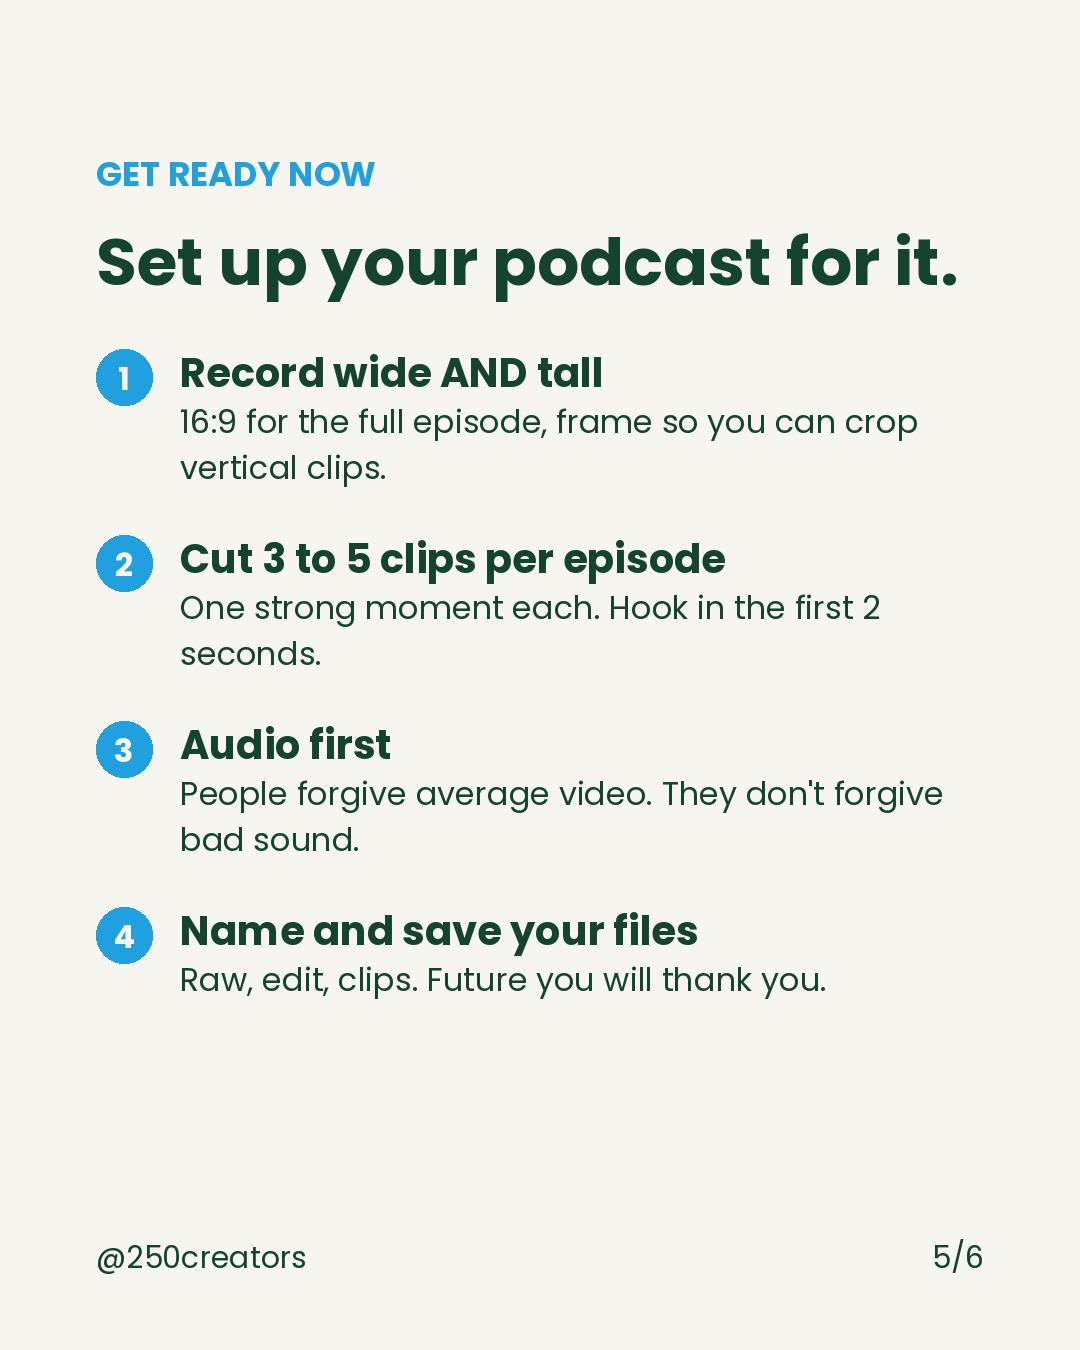 GET READY NOW
Set up your podcast for it.
1
Record wide AND tall
16:9 for the full episode, frame so you can crop
vertical clips.
2
Cut 3 to 5 clips per episode
One strong moment each. Hook in the first 2
seconds.
3
Audio first
People forgive average video. They don't forgive
bad sound.
4
Name and save your files
Raw, edit, clips. Future you will thank you.
@250creators
5/6